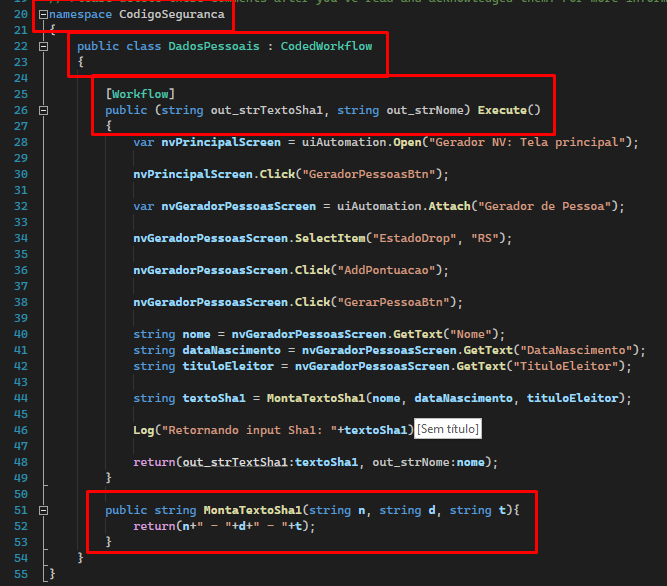 comments after you've read and acknowledged them. For more inform
20 namespace CodigoSeguranca
21 {
22 public class DadosPessoais : CodedWorkflow
23 {
24
25 [Workflow]
26 public (string out_strTextoSha1, string out_strNome) Execute()
27 {
28 var nvPrincipalScreen = uiAutomation.Open("Gerador NV: Tela principal");
29
30 nvPrincipalScreen.Click("GeradorPessoasBtn");
31
32 var nvGeradorPessoasScreen = uiAutomation.Attach("Gerador de Pessoa");
33
34 nvGeradorPessoasScreen.SelectItem("EstadoDrop", "RS");
35
36 nvGeradorPessoasScreen.Click("AddPontuacao");
37
38 nvGeradorPessoasScreen.Click("GerarPessoaBtn");
39
40 string nome = nvGeradorPessoasScreen.GetText("Nome");
41 string dataNascimento = nvGeradorPessoasScreen.GetText("DataNascimento");
42 string tituloEleitor = nvGeradorPessoasScreen.GetText("TituloEleitor");
43
44 string textoSha1 = MontaTextoSha1(nome, dataNascimento, tituloEleitor);
45
46 Log("Retornando input Sha1: "+textoSha1) [Sem título]
47
48 return(out_strTextSha1:textoSha1, out_strNome:nome);
49 }
50
51 public string MontaTextoSha1(string n, string d, string t){
52 return(n+" - "+d+" - "+t);
53 }
54 }
55 }